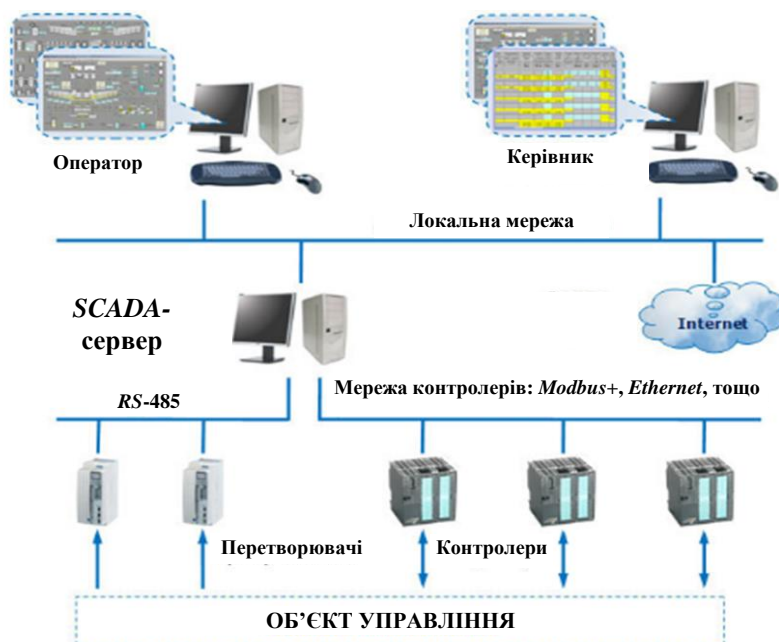 Оператор
Керівник
Локальна мережа
SCADA-
сервер
Internet
RS-485
Мережа контролерів: Modbus+, Ethernet, тощо
Перетворювачі
Контролери
ОБ’ЄКТ УПРАВЛІННЯ